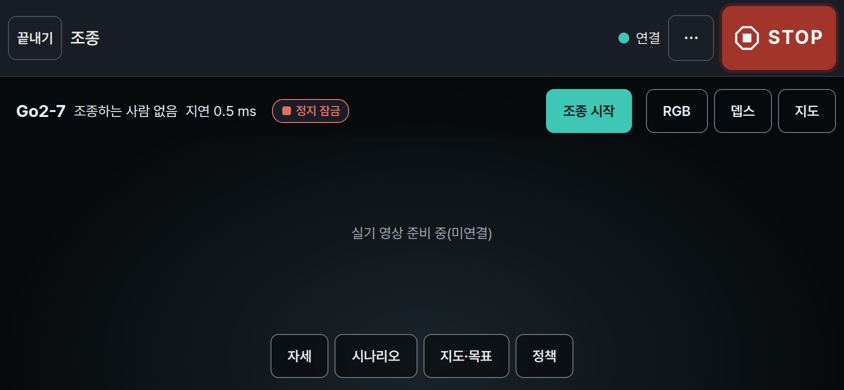 끝내기 조종 연결 ··· STOP
Go2-7 조종하는 사람 없음 지연 0.5 ms 정지 잠금 조종 시작 RGB 뎁스 지도
실기 영상 준비 중(미연결)
자세 시나리오 지도·목표 정책